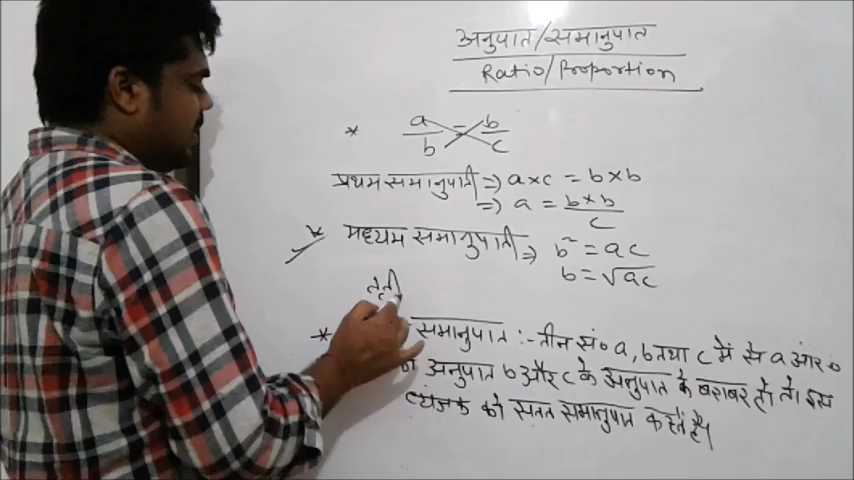 अनुपात/समानुपात
Ratio/Proportion
* a/b = b/c
प्रथम समानुपाती => a×c = b×b
=> a = b×b/c
* मध्यम समानुपाती => b² = ac
b = √ac
तृती
* समानुपात :- तीन सं० a, b तथा c में से a और b
अनुपात b और c के अनुपात के बराबर हो तो इस
व्यंजक को सतत समानुपात कहते हैं।